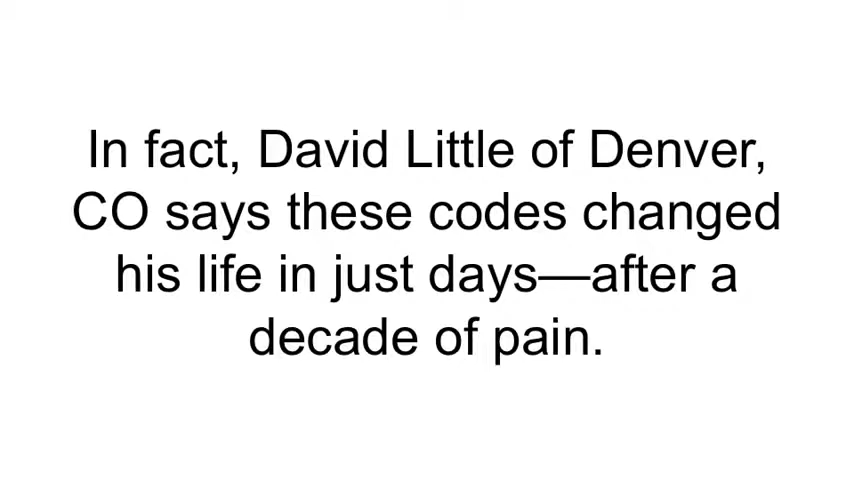 In fact, David Little of Denver,
CO says these codes changed
his life in just days—after a
decade of pain.